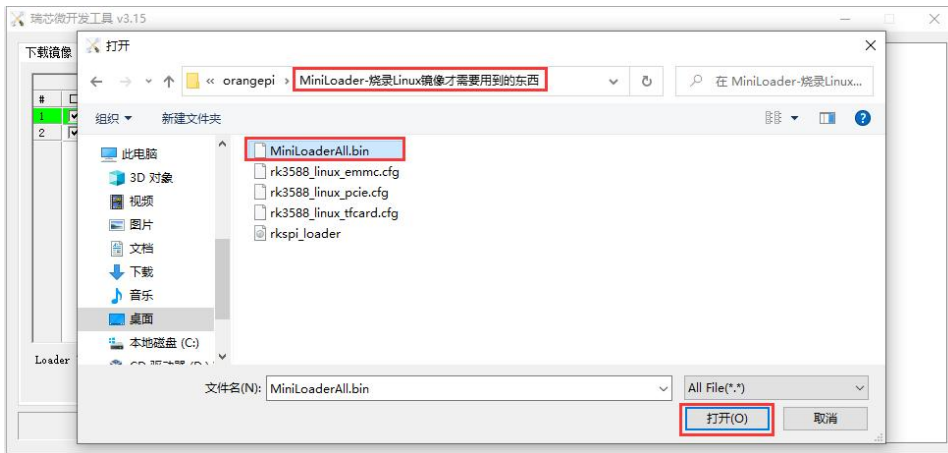 瑞芯微开发工具 v3.15
下载镜像
打开
« orangepi › MiniLoader-烧录Linux镜像才需要用到的东西
在 MiniLoader-烧录Linux...
组织
新建文件夹
#
1
2
此电脑
3D 对象
视频
图片
文档
下载
音乐
桌面
本地磁盘 (C:)
MiniLoaderAll.bin
rk3588_linux_emmc.cfg
rk3588_linux_pcie.cfg
rk3588_linux_tfcard.cfg
rkspi_loader
Loader
文件名(N): MiniLoaderAll.bin
All File(*.*)
打开(O)
取消